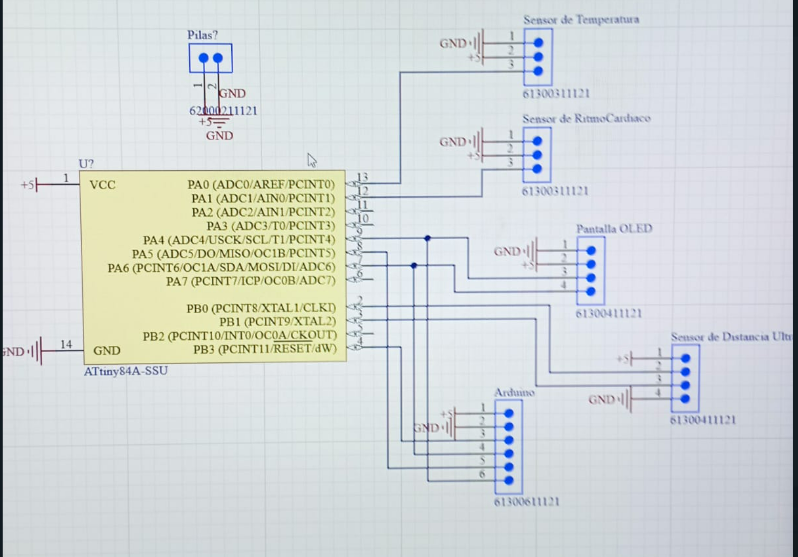 Sensor de Temperatura
GND
+5
1
2
3
61300311121
Pilas?
1
2
GND
62000211121
+5
GND
Sensor de RitmoCardiaco
GND
+5
1
2
3
61300311121
U?
+5
1
VCC
PA0 (ADC0/AREF/PCINT0)
13
PA1 (ADC1/AIN0/PCINT1)
12
PA2 (ADC2/AIN1/PCINT2)
11
PA3 (ADC3/T0/PCINT3)
10
PA4 (ADC4/USCK/SCL/T1/PCINT4)
9
PA5 (ADC5/DO/MISO/OC1B/PCINT5)
8
PA6 (PCINT6/OC1A/SDA/MOSI/DI/ADC6)
7
PA7 (PCINT7/ICP/OC0B/ADC7)
6
PB0 (PCINT8/XTAL1/CLKI)
2
PB1 (PCINT9/XTAL2)
3
PB2 (PCINT10/INT0/OC0A/CKOUT)
5
PB3 (PCINT11/RESET/dW)
4
GND
14
GND
ATtiny84A-SSU
Pantalla OLED
GND
+5
1
2
3
4
61300411121
Sensor de Distancia Ultr
+5
1
2
3
GND
4
61300411121
Arduino
+5
1
GND
2
3
4
5
6
61300611121